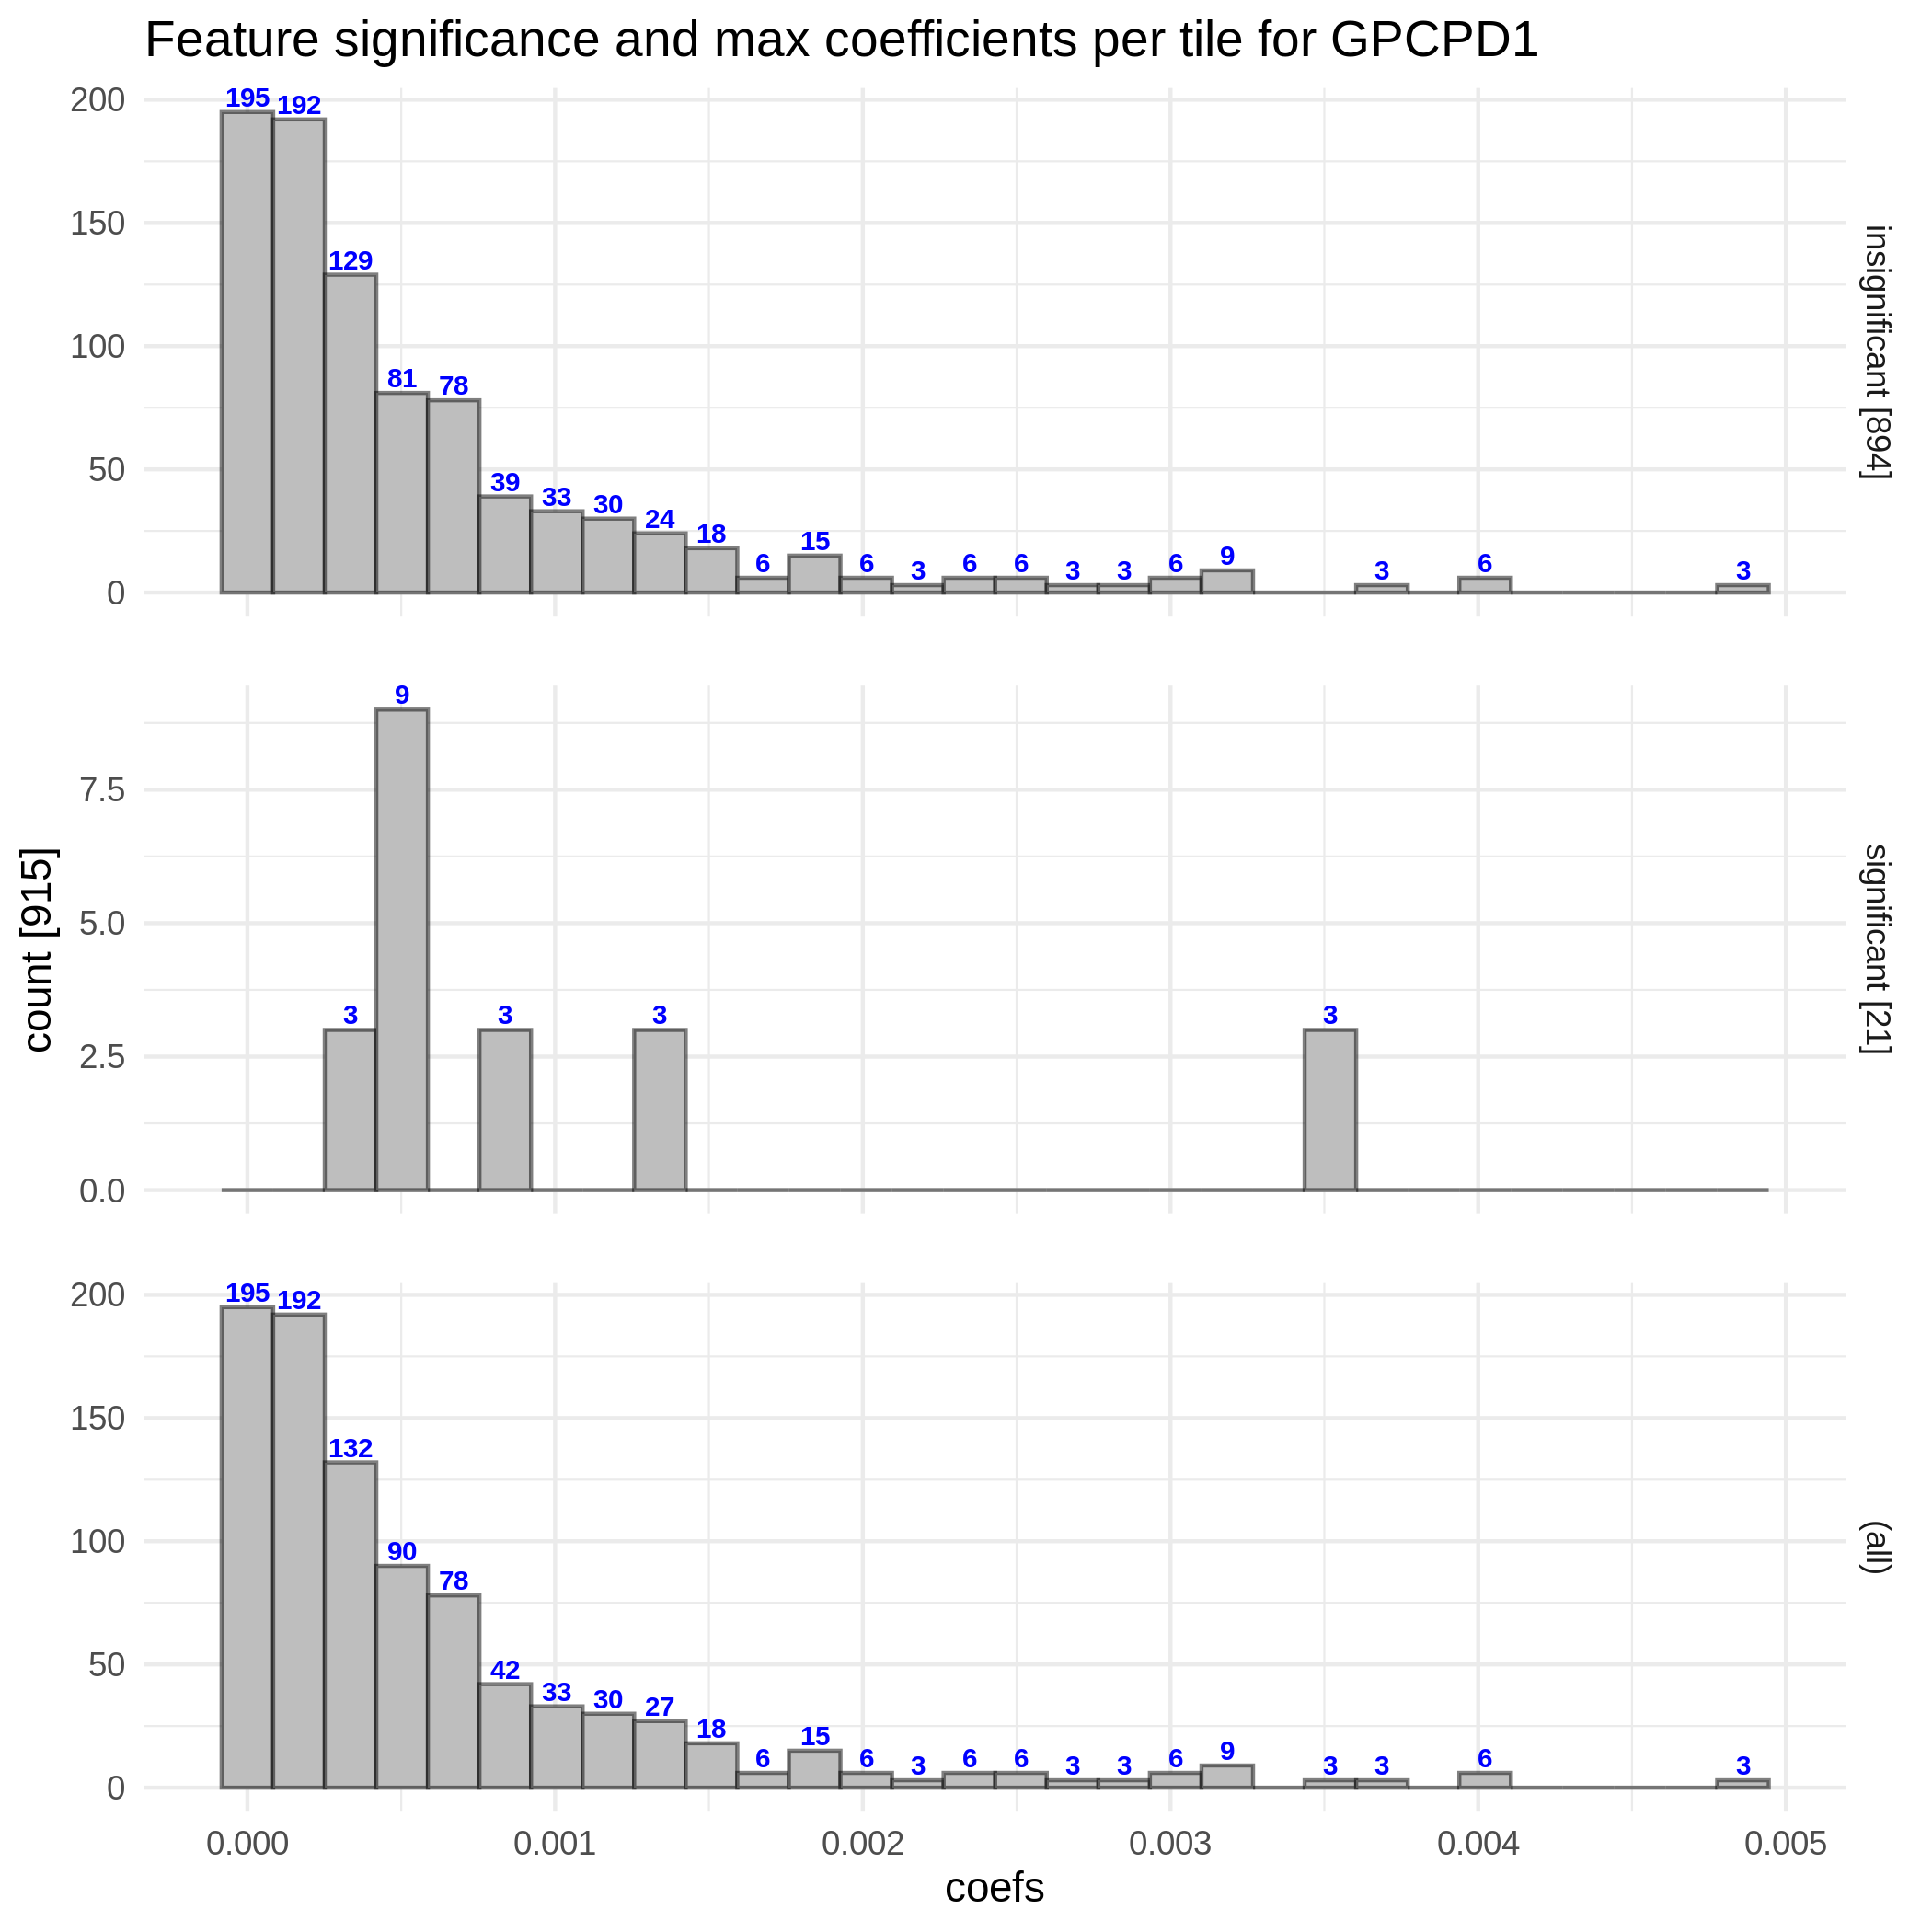 Feature significance and max coefficients per tile for GPCPD1
200
150
100
50
0
195 192 129 81 78 39 33 30 24 18 6 15 6 3 6 6 3 3 6 9 3 6 3
insignificant [894]
count [915]
7.5
5.0
2.5
0.0
3 9 3 3 3
significant [21]
200
150
100
50
0
195 192 132 90 78 42 33 30 27 18 6 15 6 3 6 6 3 3 6 9 3 3 6 3
(all)
0.000 0.001 0.002 0.003 0.004 0.005
coefs